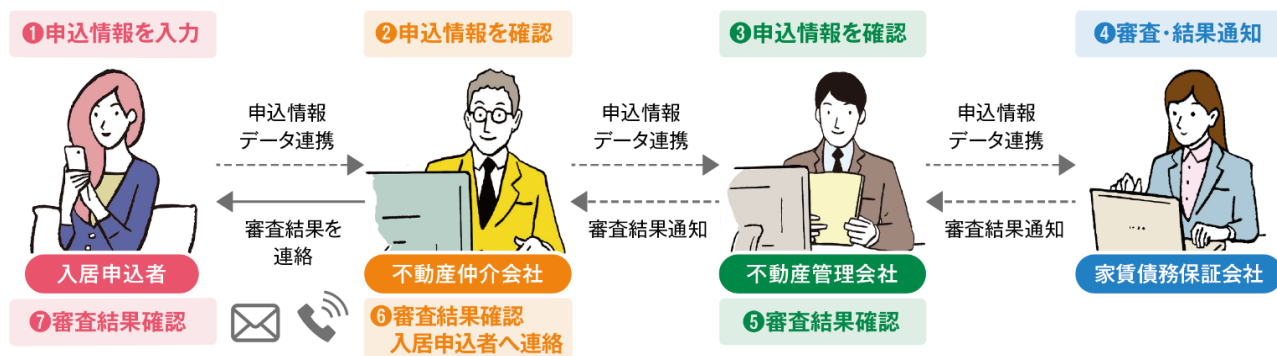 ❶申込情報を入力
❷申込情報を確認
❸申込情報を確認
❹審査・結果通知
申込情報
データ連携
申込情報
データ連携
申込情報
データ連携
審査結果を
連絡
審査結果通知
審査結果通知
入居申込者
不動産仲介会社
不動産管理会社
家賃債務保証会社
❼審査結果確認
❻審査結果確認
入居申込者へ連絡
❺審査結果確認